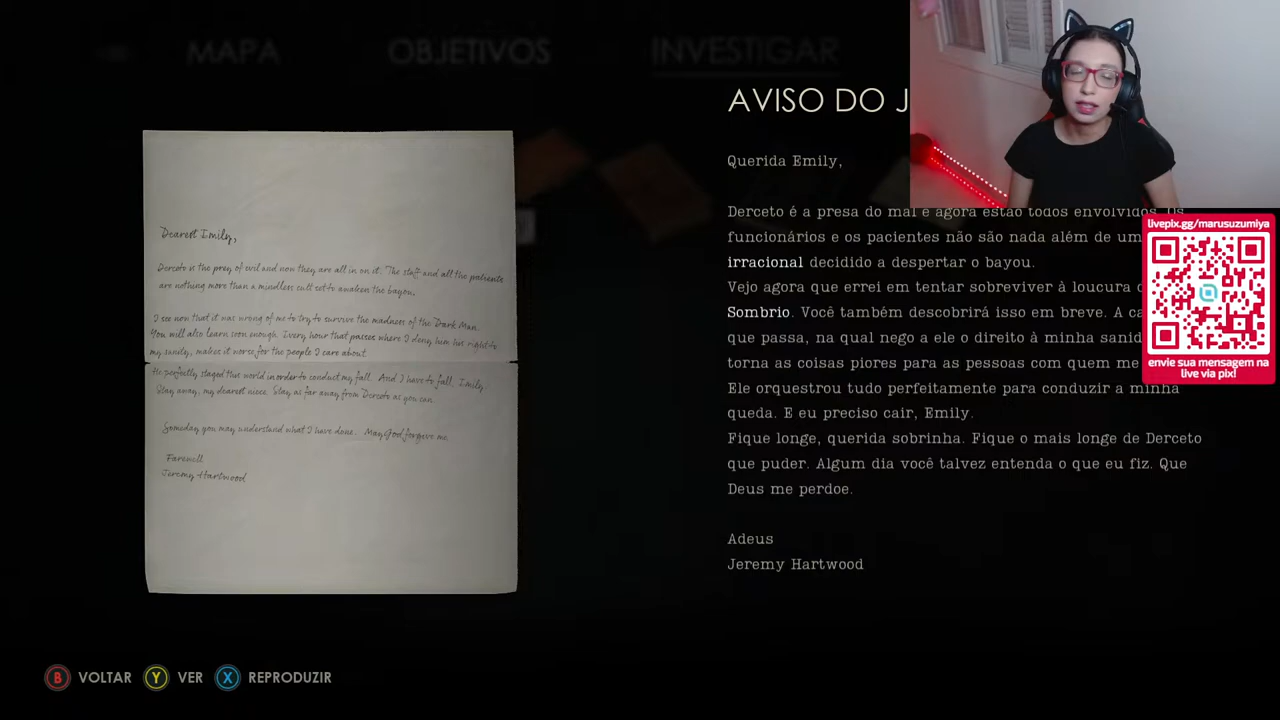 MAPA
OBJETIVOS
INVESTIGAR
AVISO DO J
Dearest Emily,
Derceto is the prey of evil and now they are all in on it. The staff and all the patients
are nothing more than a mindless cult set to awaken the bayou.
I see now that it was wrong of me to try to survive the madness of the Dark Man.
You will also learn soon enough. Every hour that passes where I deny him his right to
my sanity, makes it worse for the people I care about.
He perfectly staged this world in order to conduct my fall. And I have to fall, Emily.
Stay away, my dearest niece. Stay as far away from Derceto as you can.
Someday you may understand what I have done. May God forgive me.
Farewell
Jeremy Hartwood
Querida Emily,
Derceto é a presa do mal e agora estão todos envolvidos. Os
funcionários e os pacientes não são nada além de um
irracional decidido a despertar o bayou.
Vejo agora que errei em tentar sobreviver à loucura
Sombrio. Você também descobrirá isso em breve. A ca
que passa, na qual nego a ele o direito à minha sanid
torna as coisas piores para as pessoas com quem me
Ele orquestrou tudo perfeitamente para conduzir a minha
queda. E eu preciso cair, Emily.
Fique longe, querida sobrinha. Fique o mais longe de Derceto
que puder. Algum dia você talvez entenda o que eu fiz. Que
Deus me perdoe.
Adeus
Jeremy Hartwood
livepix.gg/marusuzumiya
envie sua mensagem na
live via pix!
B VOLTAR Y VER X REPRODUZIR